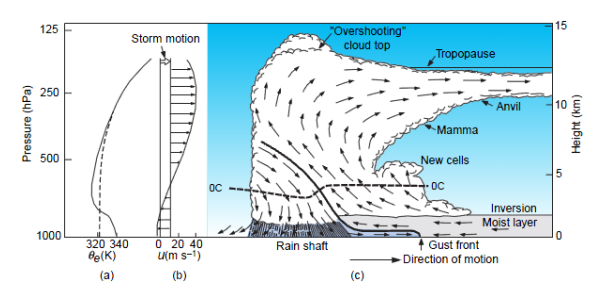 125
250
500
1000
Pressure (hPa)
Storm motion
320 340
θe(K)
(a)
0 20 40
u(m s–1)
(b)
"Overshooting"
cloud top
Tropopause
Anvil
Mamma
New cells
0C
0C
Inversion
Moist layer
Rain shaft
Gust front
Direction of motion
(c)
15
10
5
0
Height (km)